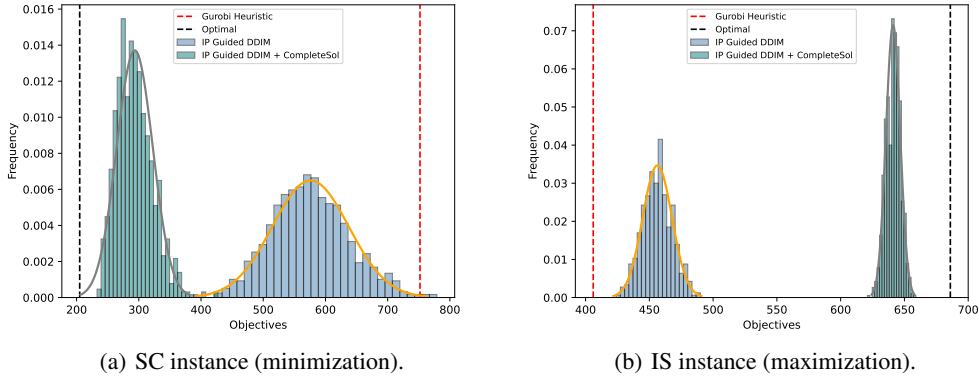 0.016
0.014
0.012
0.010
0.008
0.006
0.004
0.002
0.000
Frequency
200 300 400 500 600 700 800
Objectives
Gurobi Heuristic
Optimal
IP Guided DDIM
IP Guided DDIM + CompleteSol
(a) SC instance (minimization).
0.07
0.06
0.05
0.04
0.03
0.02
0.01
0.00
Frequency
400 450 500 550 600 650 700
Objectives
Gurobi Heuristic
Optimal
IP Guided DDIM
IP Guided DDIM + CompleteSol
(b) IS instance (maximization).